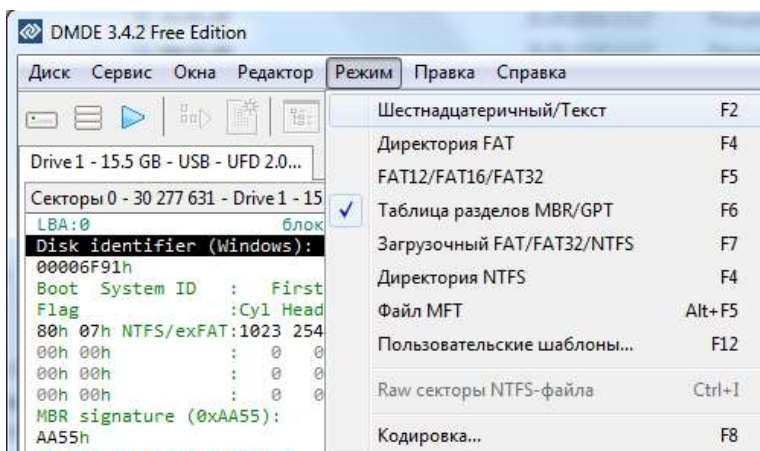 DMDE 3.4.2 Free Edition
Диск Сервис Окна Редактор Режим Правка Справка
Шестнадцатеричный/Текст F2
Директория FAT F4
FAT12/FAT16/FAT32 F5
Таблица разделов MBR/GPT F6
Загрузочный FAT/FAT32/NTFS F7
Директория NTFS F4
Файл MFT Alt+F5
Пользовательские шаблоны... F12
Raw секторы NTFS-файла Ctrl+I
Кодировка... F8
Drive 1 - 15.5 GB - USB - UFD 2.0...
Секторы 0 - 30 277 631 - Drive 1 - 15
LBA:0 блок
Disk identifier (Windows):
00006F91h
Boot System ID : First
Flag :Cyl Head
80h 07h NTFS/exFAT:1023 254
00h 00h : 0 0
00h 00h : 0 0
00h 00h : 0 0
MBR signature (0xAA55):
AA55h